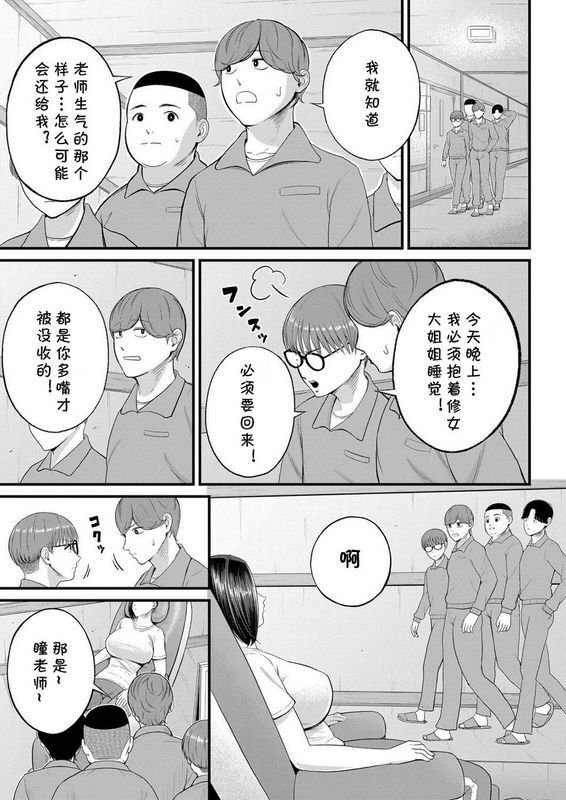 我就知道
老师生气的那个
样子…怎么可能
会还给我？
今天晚上…
我必须抱着修女
大姐姐睡觉！
フンスッ
必须要回来！
都是你多嘴才
被没收的！
啊
コクッ
那是~
瞳老师~